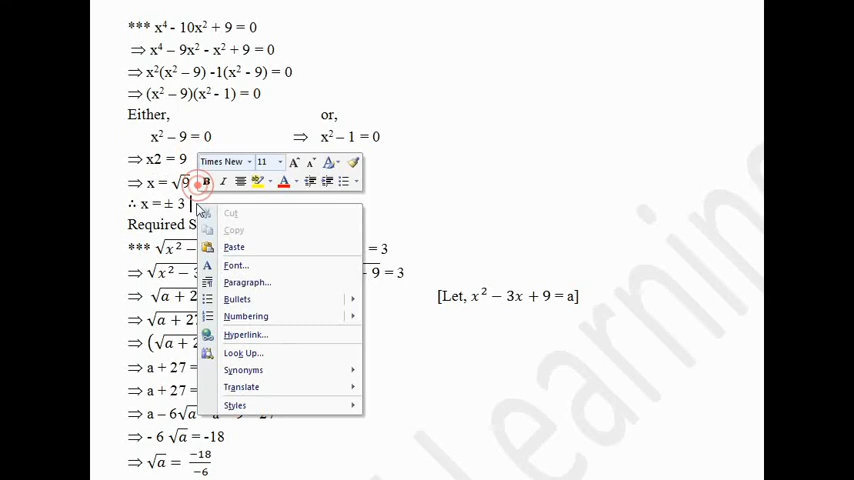 *** x⁴ - 10x² + 9 = 0
⇒ x⁴ – 9x² - x² + 9 = 0
⇒ x²(x² – 9) -1(x² - 9) = 0
⇒ (x² – 9)(x² - 1) = 0
Either, or,
x² – 9 = 0 ⇒ x² – 1 = 0
⇒ x2 = 9
Times New 11
⇒ x = √9
B I A
∴ x = ± 3
Cut
Required S
Copy
Paste
*** √x² – = 3
Font...
⇒ √x² – 3 - 9 = 3
Paragraph...
Bullets
⇒ √a + 2 [Let, x² − 3x + 9 = a]
Numbering
⇒ √a + 2
Hyperlink...
⇒ (√a + 2
Look Up...
⇒ a + 27 =
Synonyms
⇒ a + 27 =
Translate
Styles
⇒ a – 6√a
⇒ - 6 √a = -18
⇒ √a = −18/−6
Learning